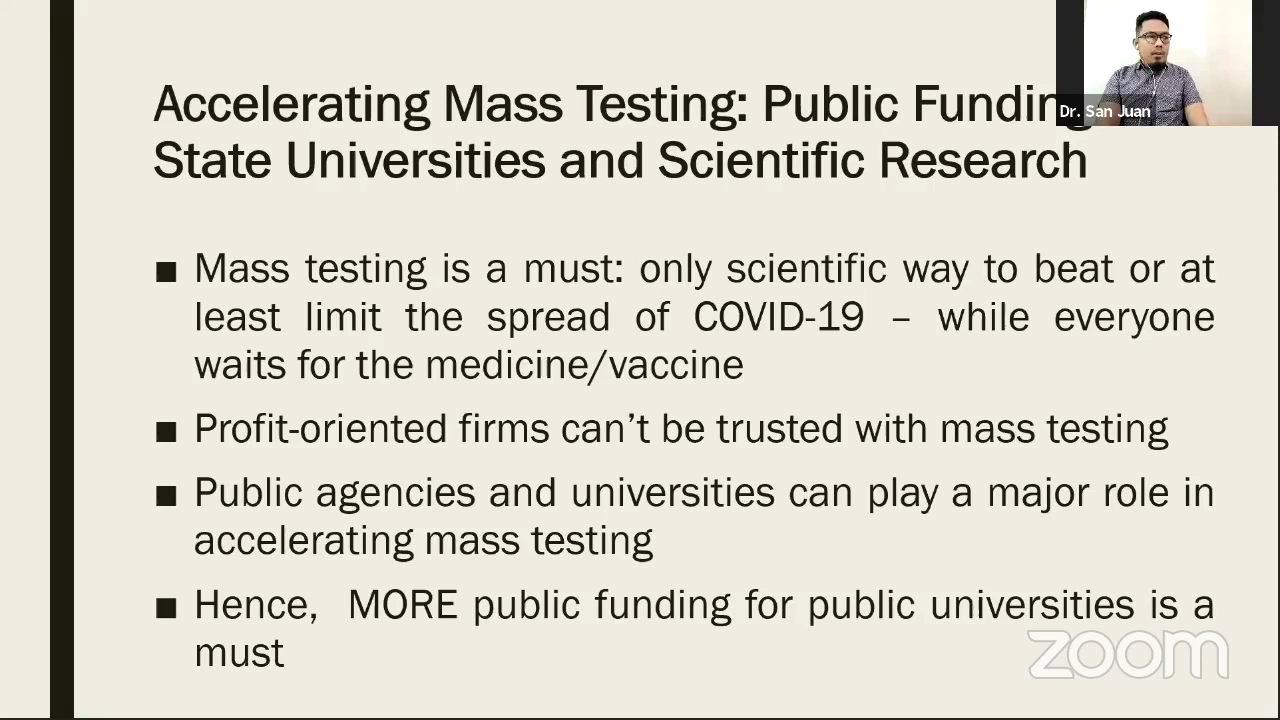 Accelerating Mass Testing: Public Funding
State Universities and Scientific Research
Dr. San Juan
■ Mass testing is a must: only scientific way to beat or at
least limit the spread of COVID-19 – while everyone
waits for the medicine/vaccine
■ Profit-oriented firms can’t be trusted with mass testing
■ Public agencies and universities can play a major role in
accelerating mass testing
■ Hence, MORE public funding for public universities is a
must
zoom